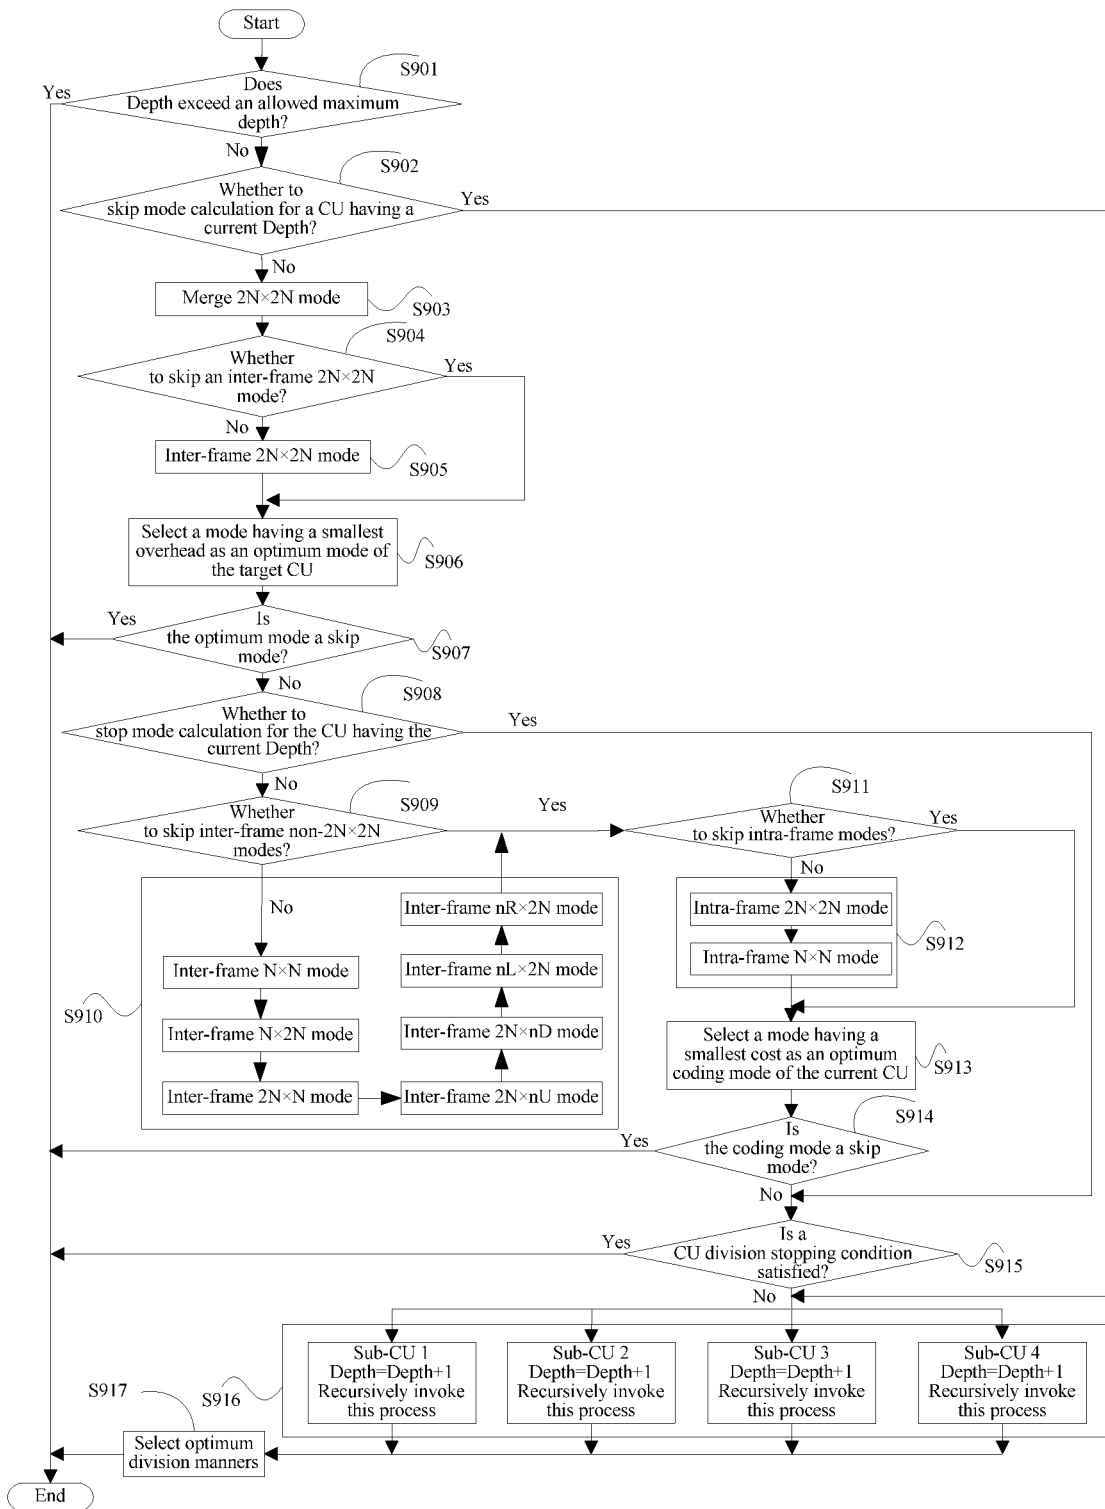 Start
S901
Yes
Does
Depth exceed an allowed maximum
depth?
No
S902
Whether to
skip mode calculation for a CU having a
current Depth?
Yes
No
Merge 2N×2N mode
S903
S904
Whether
to skip an inter-frame 2N×2N
mode?
Yes
No
Inter-frame 2N×2N mode
S905
Select a mode having a smallest
overhead as an optimum mode of
the target CU
S906
Yes
Is
the optimum mode a skip
mode?
S907
No
S908
Whether to
stop mode calculation for the CU having the
current Depth?
Yes
No
S909
Whether
to skip inter-frame non-2N×2N
modes?
Yes
S911
Whether
to skip intra-frame modes?
Yes
No
No
Inter-frame N×N mode
Inter-frame N×2N mode
Inter-frame 2N×N mode
Inter-frame 2N×nU mode
Inter-frame 2N×nD mode
Inter-frame nL×2N mode
Inter-frame nR×2N mode
S910
Intra-frame 2N×2N mode
Intra-frame N×N mode
S912
Select a mode having a
smallest cost as an optimum
coding mode of the current CU
S913
S914
Yes
Is
the coding mode a skip
mode?
No
Yes
Is a
CU division stopping condition
satisfied?
S915
No
Sub-CU 1
Depth=Depth+1
Recursively invoke
this process
Sub-CU 2
Depth=Depth+1
Recursively invoke
this process
Sub-CU 3
Depth=Depth+1
Recursively invoke
this process
Sub-CU 4
Depth=Depth+1
Recursively invoke
this process
S916
S917
Select optimum
division manners
End